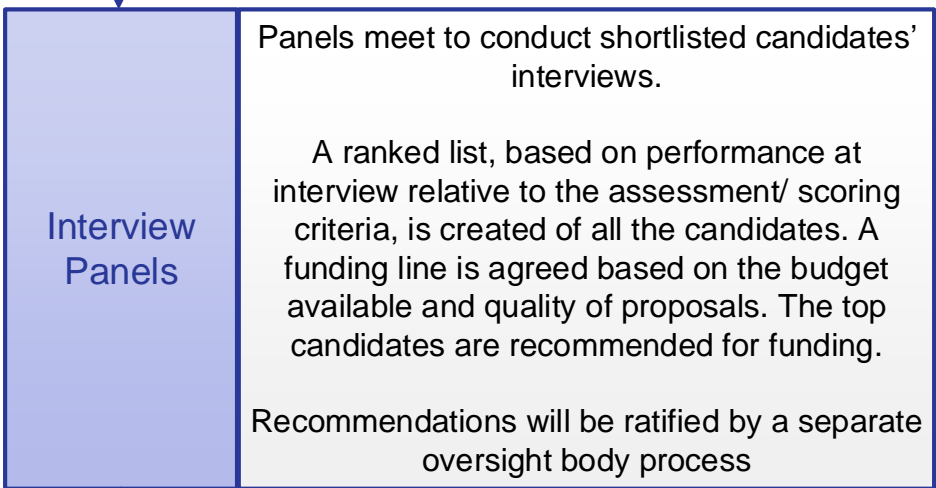 Interview
Panels
Panels meet to conduct shortlisted candidates’
interviews.
A ranked list, based on performance at
interview relative to the assessment/ scoring
criteria, is created of all the candidates. A
funding line is agreed based on the budget
available and quality of proposals. The top
candidates are recommended for funding.
Recommendations will be ratified by a separate
oversight body process